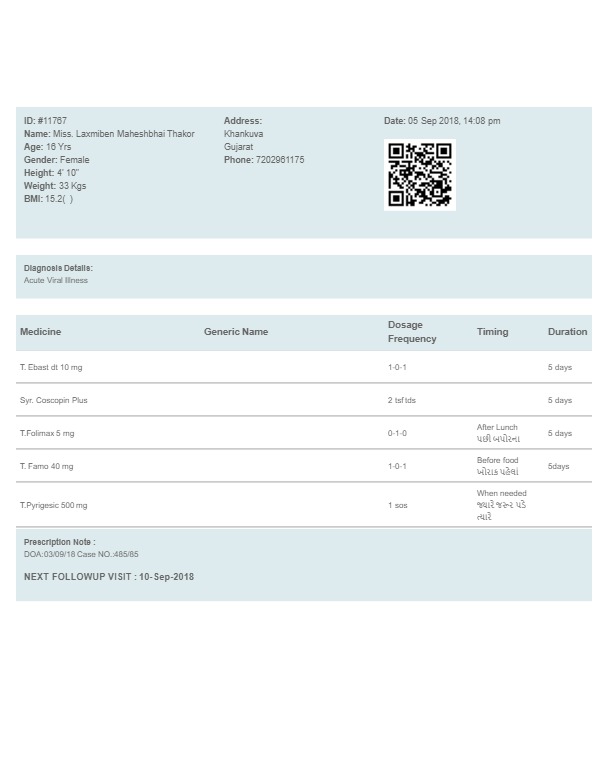 ID: #11767
Name: Miss. Laxmiben Maheshbhai Thakor
Age: 16 Yrs
Gender: Female
Height: 4' 10"
Weight: 33 Kgs
BMI: 15.2( )
Address:
Khankuva
Gujarat
Phone: 7202961175
Date: 05 Sep 2018, 14:08 pm
Diagnosis Details:
Acute Viral Illness
Medicine Generic Name Dosage Frequency Timing Duration
T. Ebast dt 10 mg 1-0-1 5 days
Syr. Coscopin Plus 2 tsf tds 5 days
T.Folimax 5 mg 0-1-0 After Lunch 5 days
પછી બપોરના
T. Famo 40 mg 1-0-1 Before food 5days
ખોરાક પહેલાં
T.Pyrigesic 500 mg 1 sos When needed
જ્યારે જરૂર પડે
ત્યારે
Prescription Note :
DOA:03/09/18 Case NO.:485/85
NEXT FOLLOWUP VISIT : 10-Sep-2018